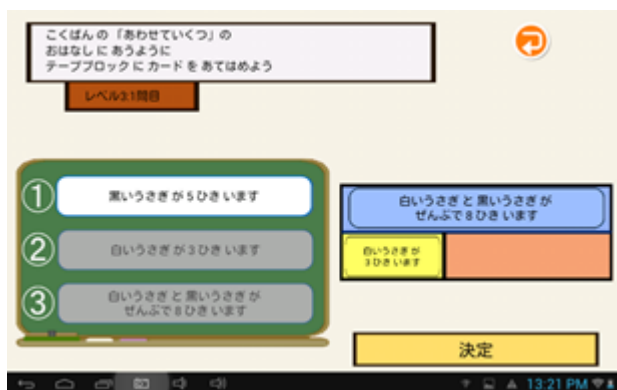 こくばん の 「あわせていくつ」 の
おはなし に あうように
テープブロック に カード を あてはめよう
レベル3:1問目
① 黒いうさぎ が 5 ひき います
② 白いうさぎ が 3 ひき います
③ 白いうさぎ と 黒いうさぎ が
ぜんぶで 8 ひき います
白いうさぎ と 黒いうさぎ が
ぜんぶで 8 ひき います
白いうさぎ が
3 ひき います
決定
13:21 PM